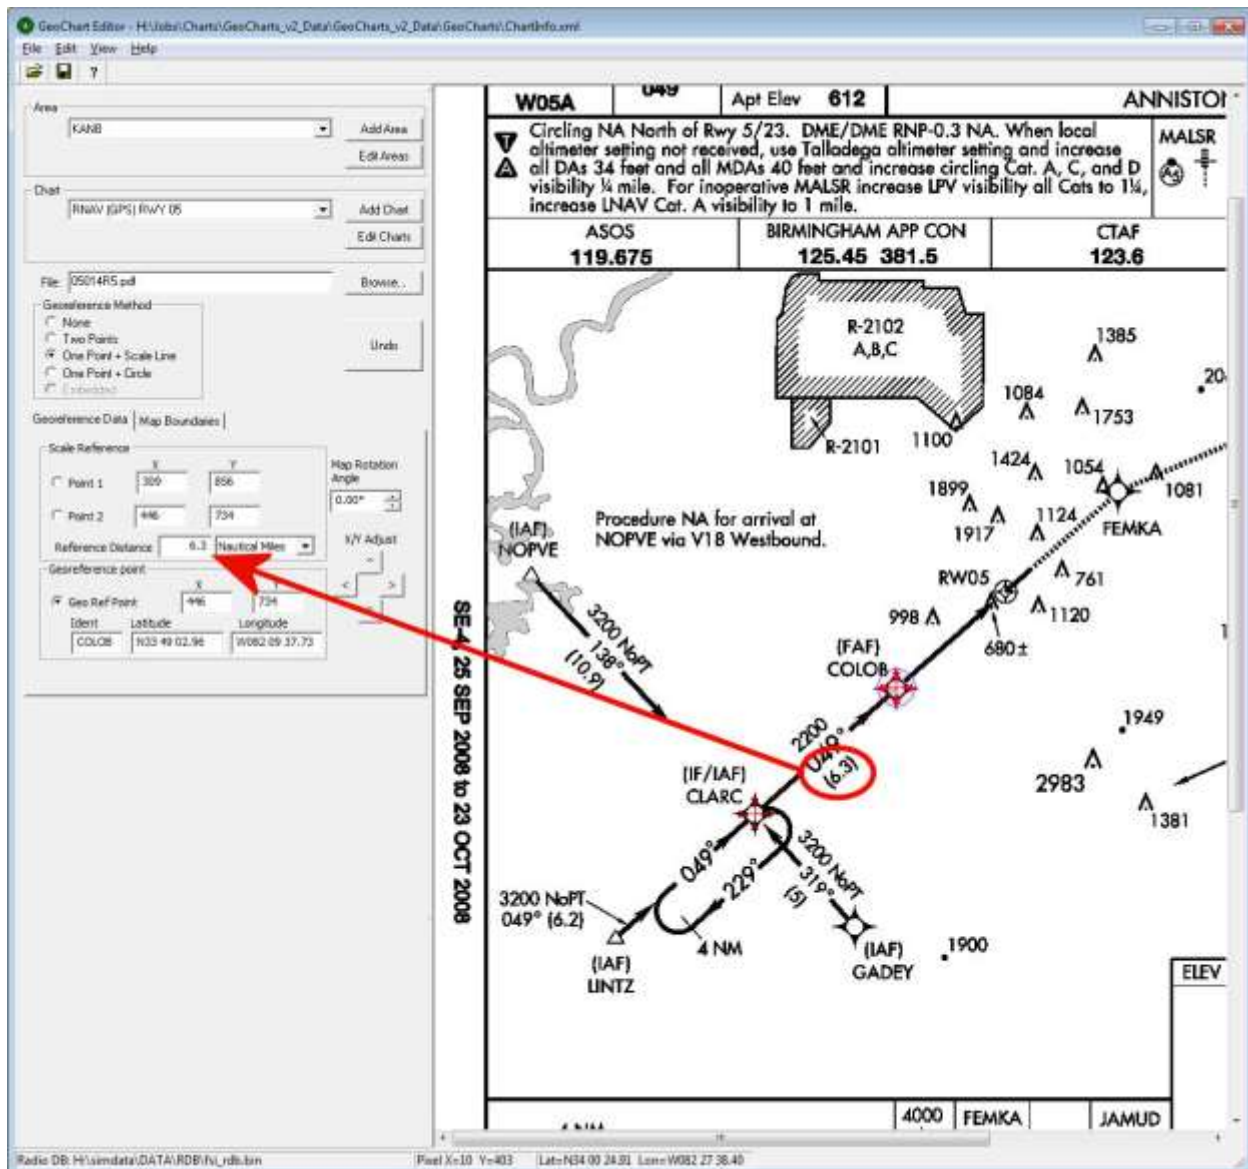 GeoChart Editor - H:\Jobs\Charts\GeoCharts_v2_Data\GeoCharts_v2_Data\GeoCharts\ChartInfo.xml
File Edit View Help
?
Area
KANB
Add Area
Edit Areas
Chart
RNAV (GPS) RWY 05
Add Chart
Edit Charts
File: 05014R5.pdf
Browse...
Georeference Method
None
Two Points
One Point + Scale Line
One Point + Circle
Embedded
Undo
Georeference Data
Map Boundaries
Scale Reference
X Y
Point 1 309 856
Point 2 446 734
Reference Distance 6.3 Nautical Miles
Map Rotation
Angle
0.00°
X/Y Adjust
< >
Georeference point
X Y
Geo Ref Point 446 734
Ident Latitude Longitude
COLOB N33 49 02.96 W082 09 37.73
W05A
049
Apt Elev 612
ANNISTON
T
A
Circling NA North of Rwy 5/23. DME/DME RNP-0.3 NA. When local
altimeter setting not received, use Talladega altimeter setting and increase
all DAs 34 feet and all MDAs 40 feet and increase circling Cat. A, C, and D
visibility ¼ mile. For inoperative MALSR increase LPV visibility all Cats to 1¼,
increase LNAV Cat. A visibility to 1 mile.
MALSR
ASOS
119.675
BIRMINGHAM APP CON
125.45 381.5
CTAF
123.6
R-2102
A,B,C
R-2101
1100
1385
1084
1753
20
1424
1054
1081
1899
1917
1124
FEMKA
(IAF)
NOPVE
Procedure NA for arrival at
NOPVE via V18 Westbound.
RW05
761
998
1120
680±
1
3200 NoPT
138°
(10.9)
(FAF)
COLOB
2200
049°
(6.3)
1949
2983
1381
(IF/IAF)
CLARC
049°
229°
3200 NoPT
319°
(5)
3200 NoPT
049° (6.2)
4 NM
(IAF)
LINTZ
(IAF)
GADEY
1900
ELEV
25 SEP 2008 to 23 OCT 2008
4 NM
4000
FEMKA
JAMUD
Radio DB: H:\simdata\DATA\RDB\fsi_rdb.bin
Pixel X=10 Y=403
Lat=N34 00 24.91 Lon=W082 27 38.40